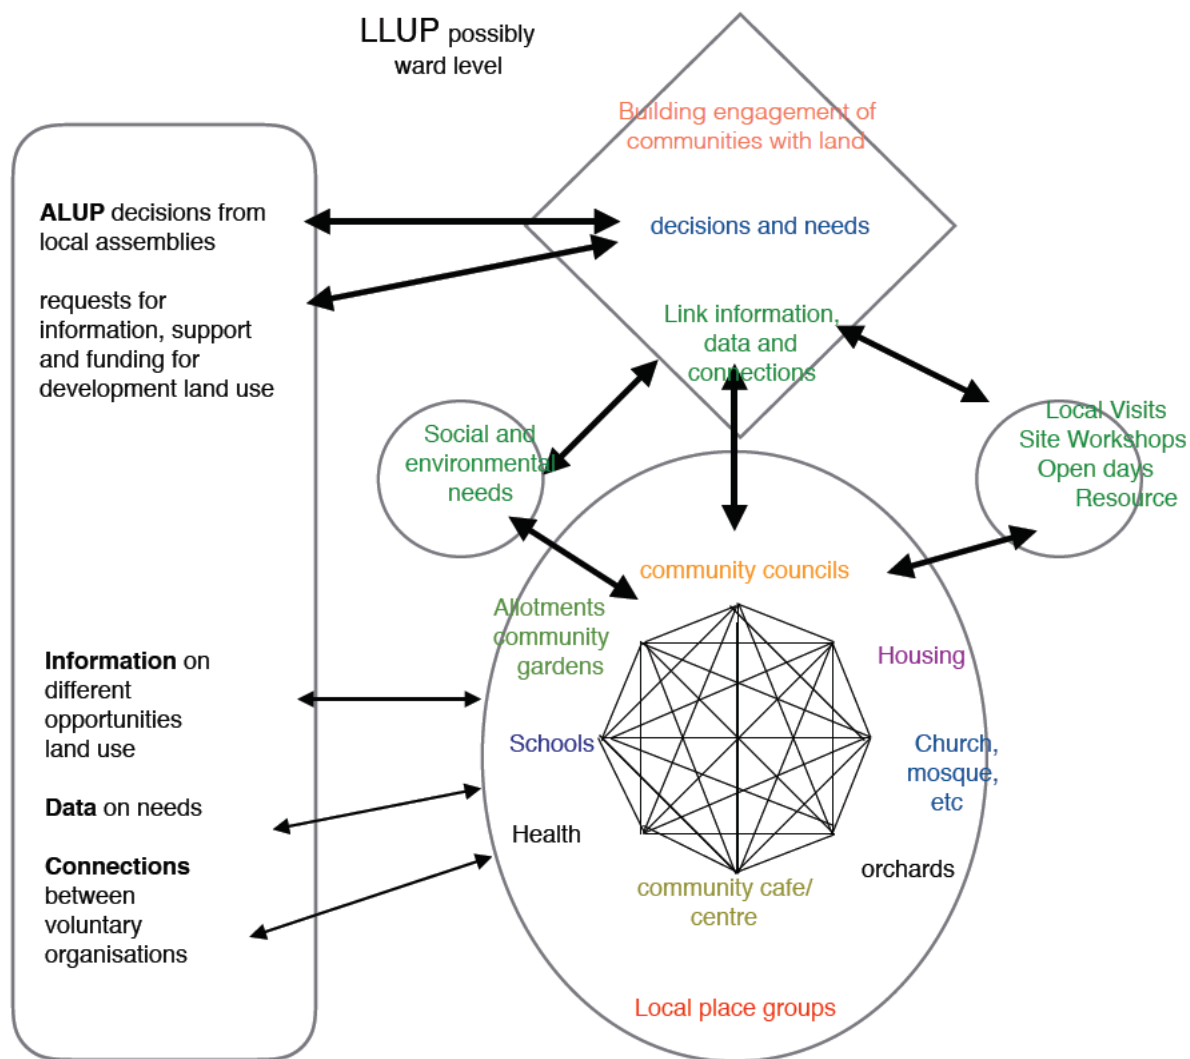 LLUP possibly
ward level
Building engagement of
communities with land
ALUP decisions from
local assemblies
decisions and needs
requests for
information, support
and funding for
development land use
Link information,
data and
connections
Social and
environmental
needs
Local Visits
Site Workshops
Open days
Resource
community councils
Allotments
community
gardens
Housing
Information on
different
opportunities
land use
Schools
Church,
mosque,
etc
Data on needs
Health
orchards
Connections
between
voluntary
organisations
community cafe/
centre
Local place groups